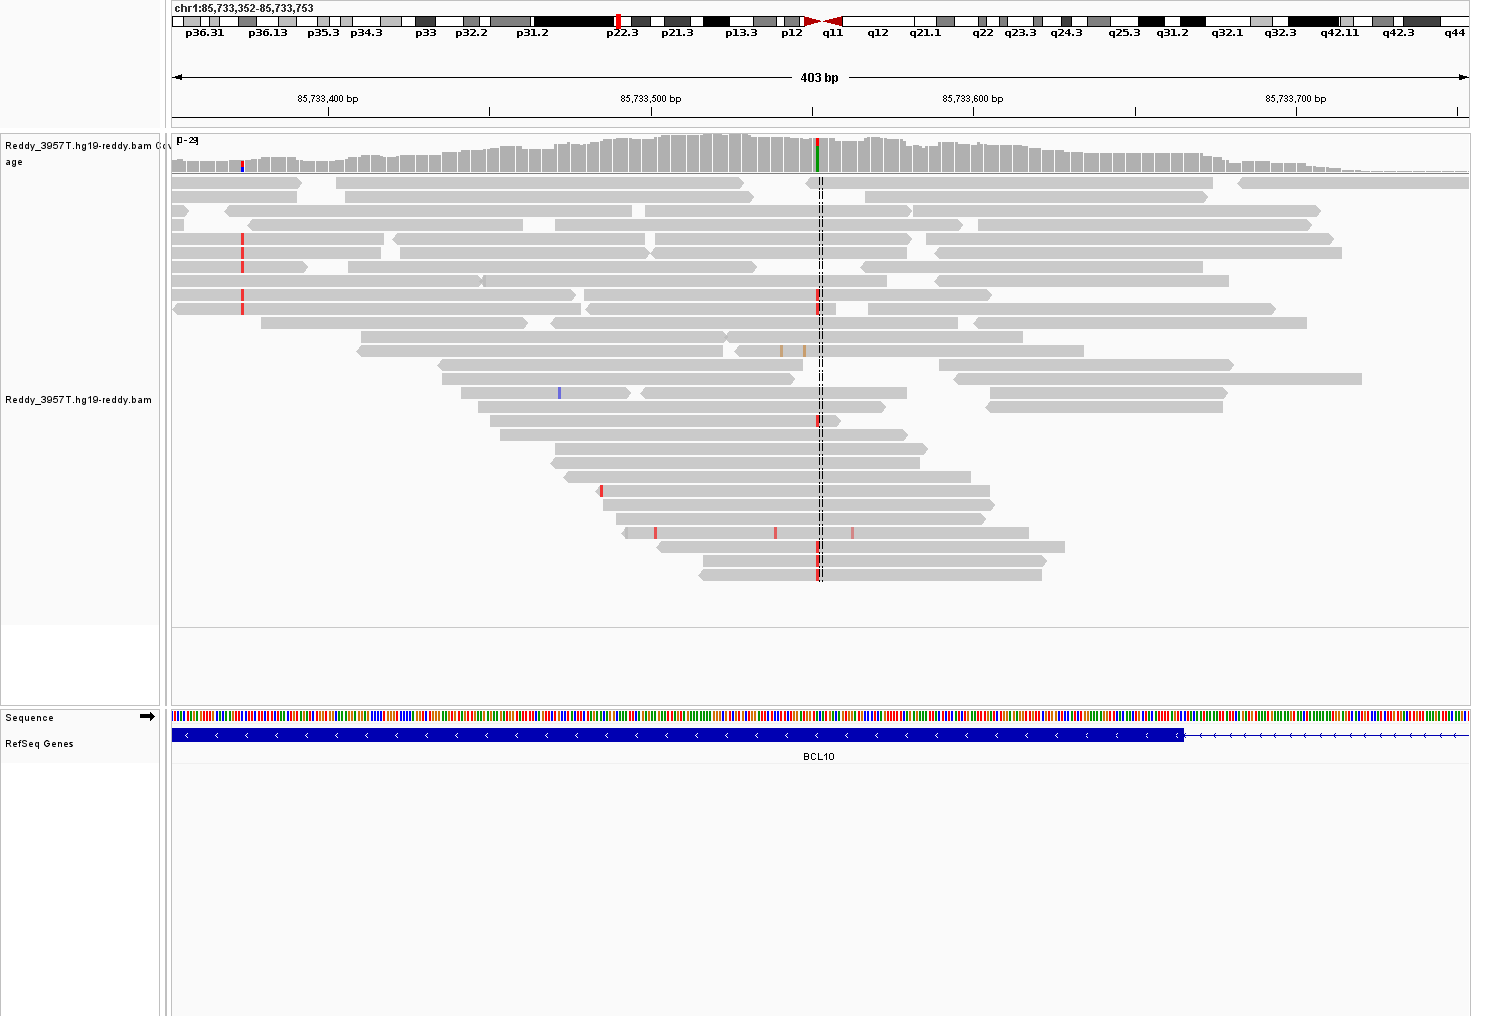 chr1:85,733,352-85,733,753
p36.31 p36.13 p35.3 p34.3 p33 p32.2 p31.2 p22.3 p21.3 p13.3 p12 q11 q12 q21.1 q22 q23.3 q24.3 q25.3 q31.2 q32.1 q32.3 q42.11 q42.3 q44
403 bp
85,733,400 bp 85,733,500 bp 85,733,600 bp 85,733,700 bp
[0-29]
Reddy_3957T.hg19-reddy.bam Cov
age
Reddy_3957T.hg19-reddy.bam
Sequence
RefSeq Genes
BCL10